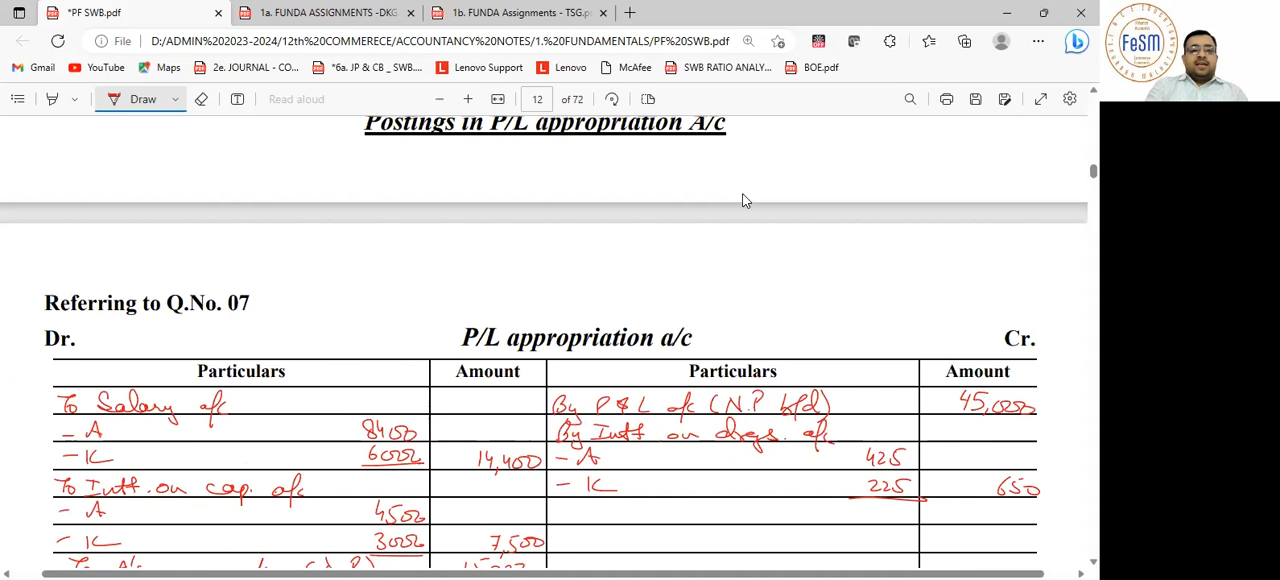 *PF SWB.pdf
1a. FUNDA ASSIGNMENTS -DKG
1b. FUNDA Assignments - TSG.p
File D:/ADMIN%202023-2024/12th%20COMMERECE/ACCOUNTANCY%20NOTES/1.%20FUNDAMENTALS/PF%20SWB.pdf
OFF
Gmail YouTube Maps 2e. JOURNAL - CO... *6a. JP & CB _ SWB.... Lenovo Support Lenovo McAfee SWB RATIO ANALY... BOE.pdf
Draw Read aloud 12 of 72
FeSM
Postings in P/L appropriation A/c
Referring to Q.No. 07
Dr. P/L appropriation a/c Cr.
Particulars Amount Particulars Amount
To Salary a/c By P & L a/c (N.P b/fd) 45,000
- A 8400 By Intt on drgs. a/c
- K 6000 14,400 - A 425
To Intt. on cap. a/c - K 225 650
- A 4500
- K 3000 7,500